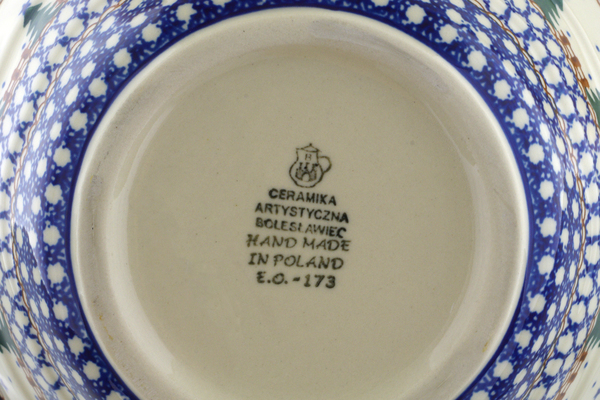 CERAMIKA
ARTYSTYCZNA
BOLESŁAWIEC
HAND MADE
IN POLAND
E.O. - 173